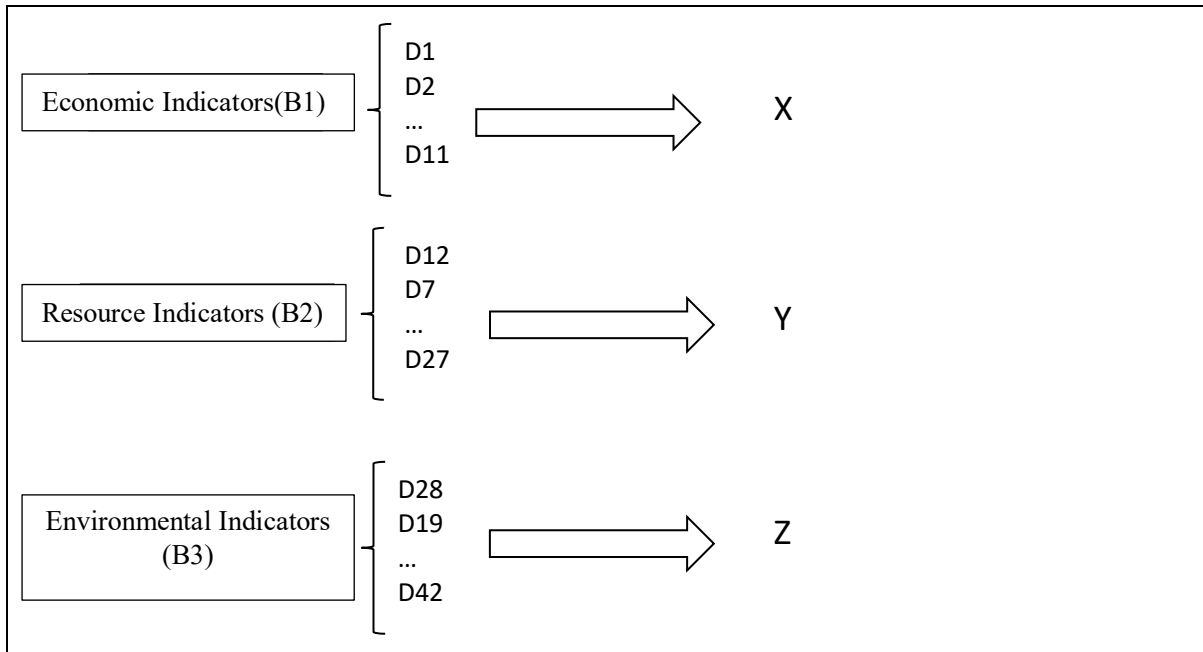 Economic Indicators(B1)
D1
D2
...
D11
X
Resource Indicators (B2)
D12
D7
...
D27
Y
Environmental Indicators
(B3)
D28
D19
...
D42
Z